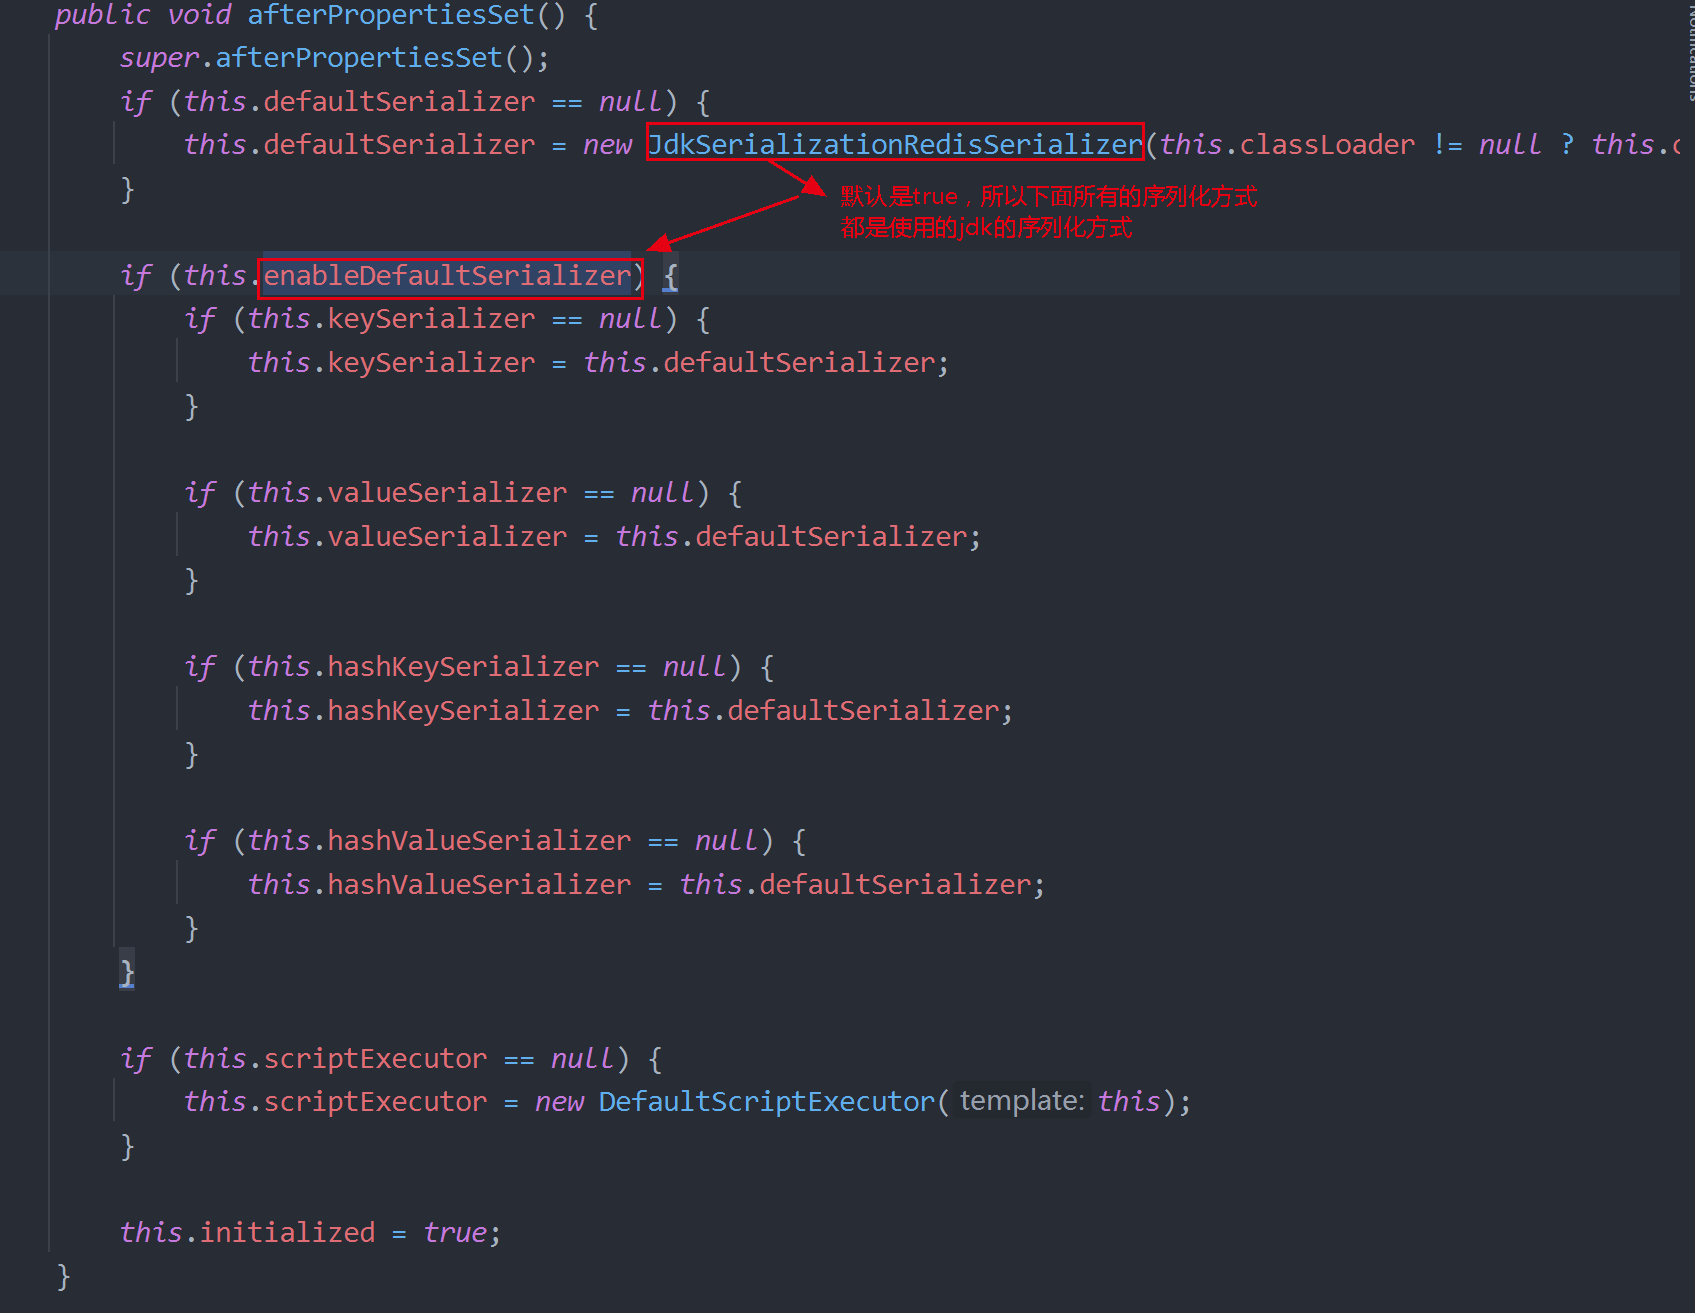 public void afterPropertiesSet() {
super.afterPropertiesSet();
if (this.defaultSerializer == null) {
this.defaultSerializer = new JdkSerializationRedisSerializer(this.classLoader != null ? this.c
}
默认是true，所以下面所有的序列化方式
都是使用的jdk的序列化方式
if (this.enableDefaultSerializer) {
if (this.keySerializer == null) {
this.keySerializer = this.defaultSerializer;
}
if (this.valueSerializer == null) {
this.valueSerializer = this.defaultSerializer;
}
if (this.hashKeySerializer == null) {
this.hashKeySerializer = this.defaultSerializer;
}
if (this.hashValueSerializer == null) {
this.hashValueSerializer = this.defaultSerializer;
}
}
if (this.scriptExecutor == null) {
this.scriptExecutor = new DefaultScriptExecutor( template: this);
}
this.initialized = true;
}
Notifications